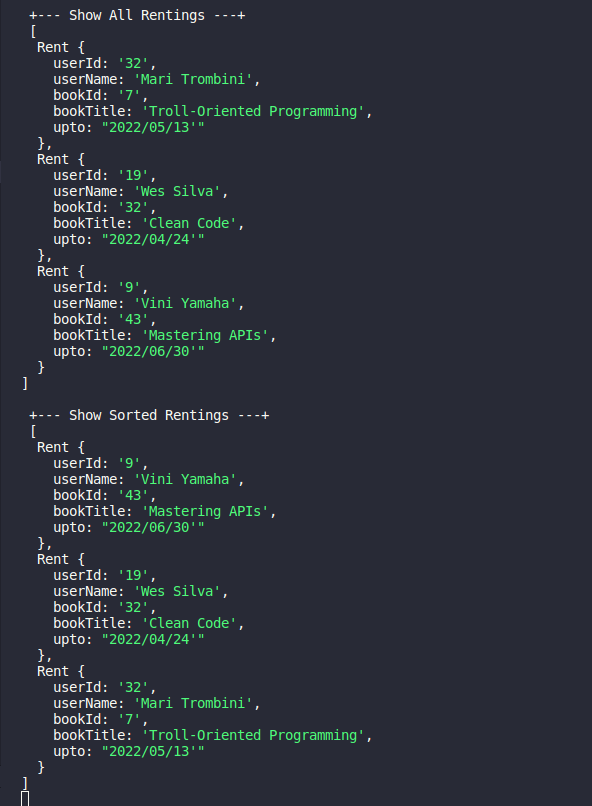 +--- Show All Rentings ---+
[
Rent {
userId: '32',
userName: 'Mari Trombini',
bookId: '7',
bookTitle: 'Troll-Oriented Programming',
upto: "2022/05/13'"
},
Rent {
userId: '19',
userName: 'Wes Silva',
bookId: '32',
bookTitle: 'Clean Code',
upto: "2022/04/24'"
},
Rent {
userId: '9',
userName: 'Vini Yamaha',
bookId: '43',
bookTitle: 'Mastering APIs',
upto: "2022/06/30'"
}
]
+--- Show Sorted Rentings ---+
[
Rent {
userId: '9',
userName: 'Vini Yamaha',
bookId: '43',
bookTitle: 'Mastering APIs',
upto: "2022/06/30'"
},
Rent {
userId: '19',
userName: 'Wes Silva',
bookId: '32',
bookTitle: 'Clean Code',
upto: "2022/04/24'"
},
Rent {
userId: '32',
userName: 'Mari Trombini',
bookId: '7',
bookTitle: 'Troll-Oriented Programming',
upto: "2022/05/13'"
}
]